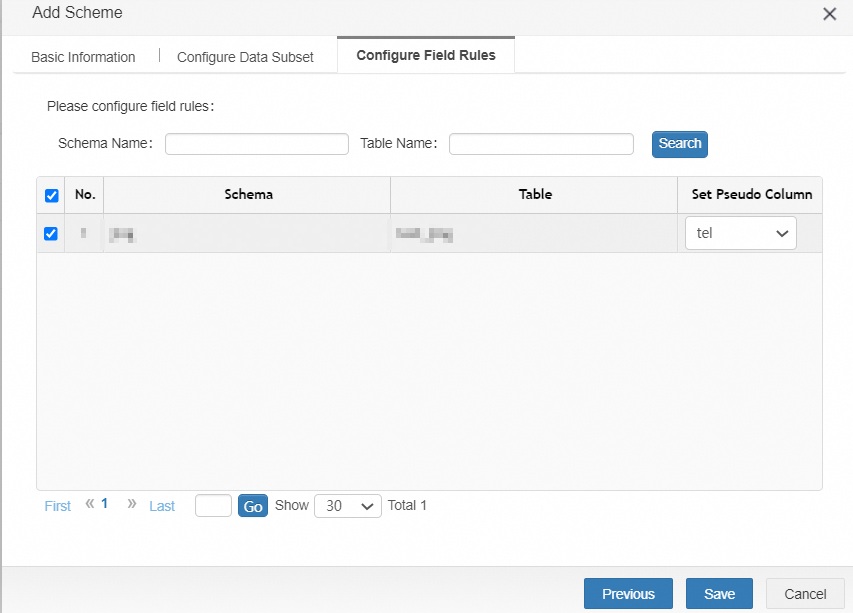 Add Scheme
Basic Information
Configure Data Subset
Configure Field Rules
Please configure field rules:
Schema Name: Table Name: Search
No. Schema Table Set Pseudo Column
tel
First « 1 » Last Go Show 30 Total 1
Previous Save Cancel